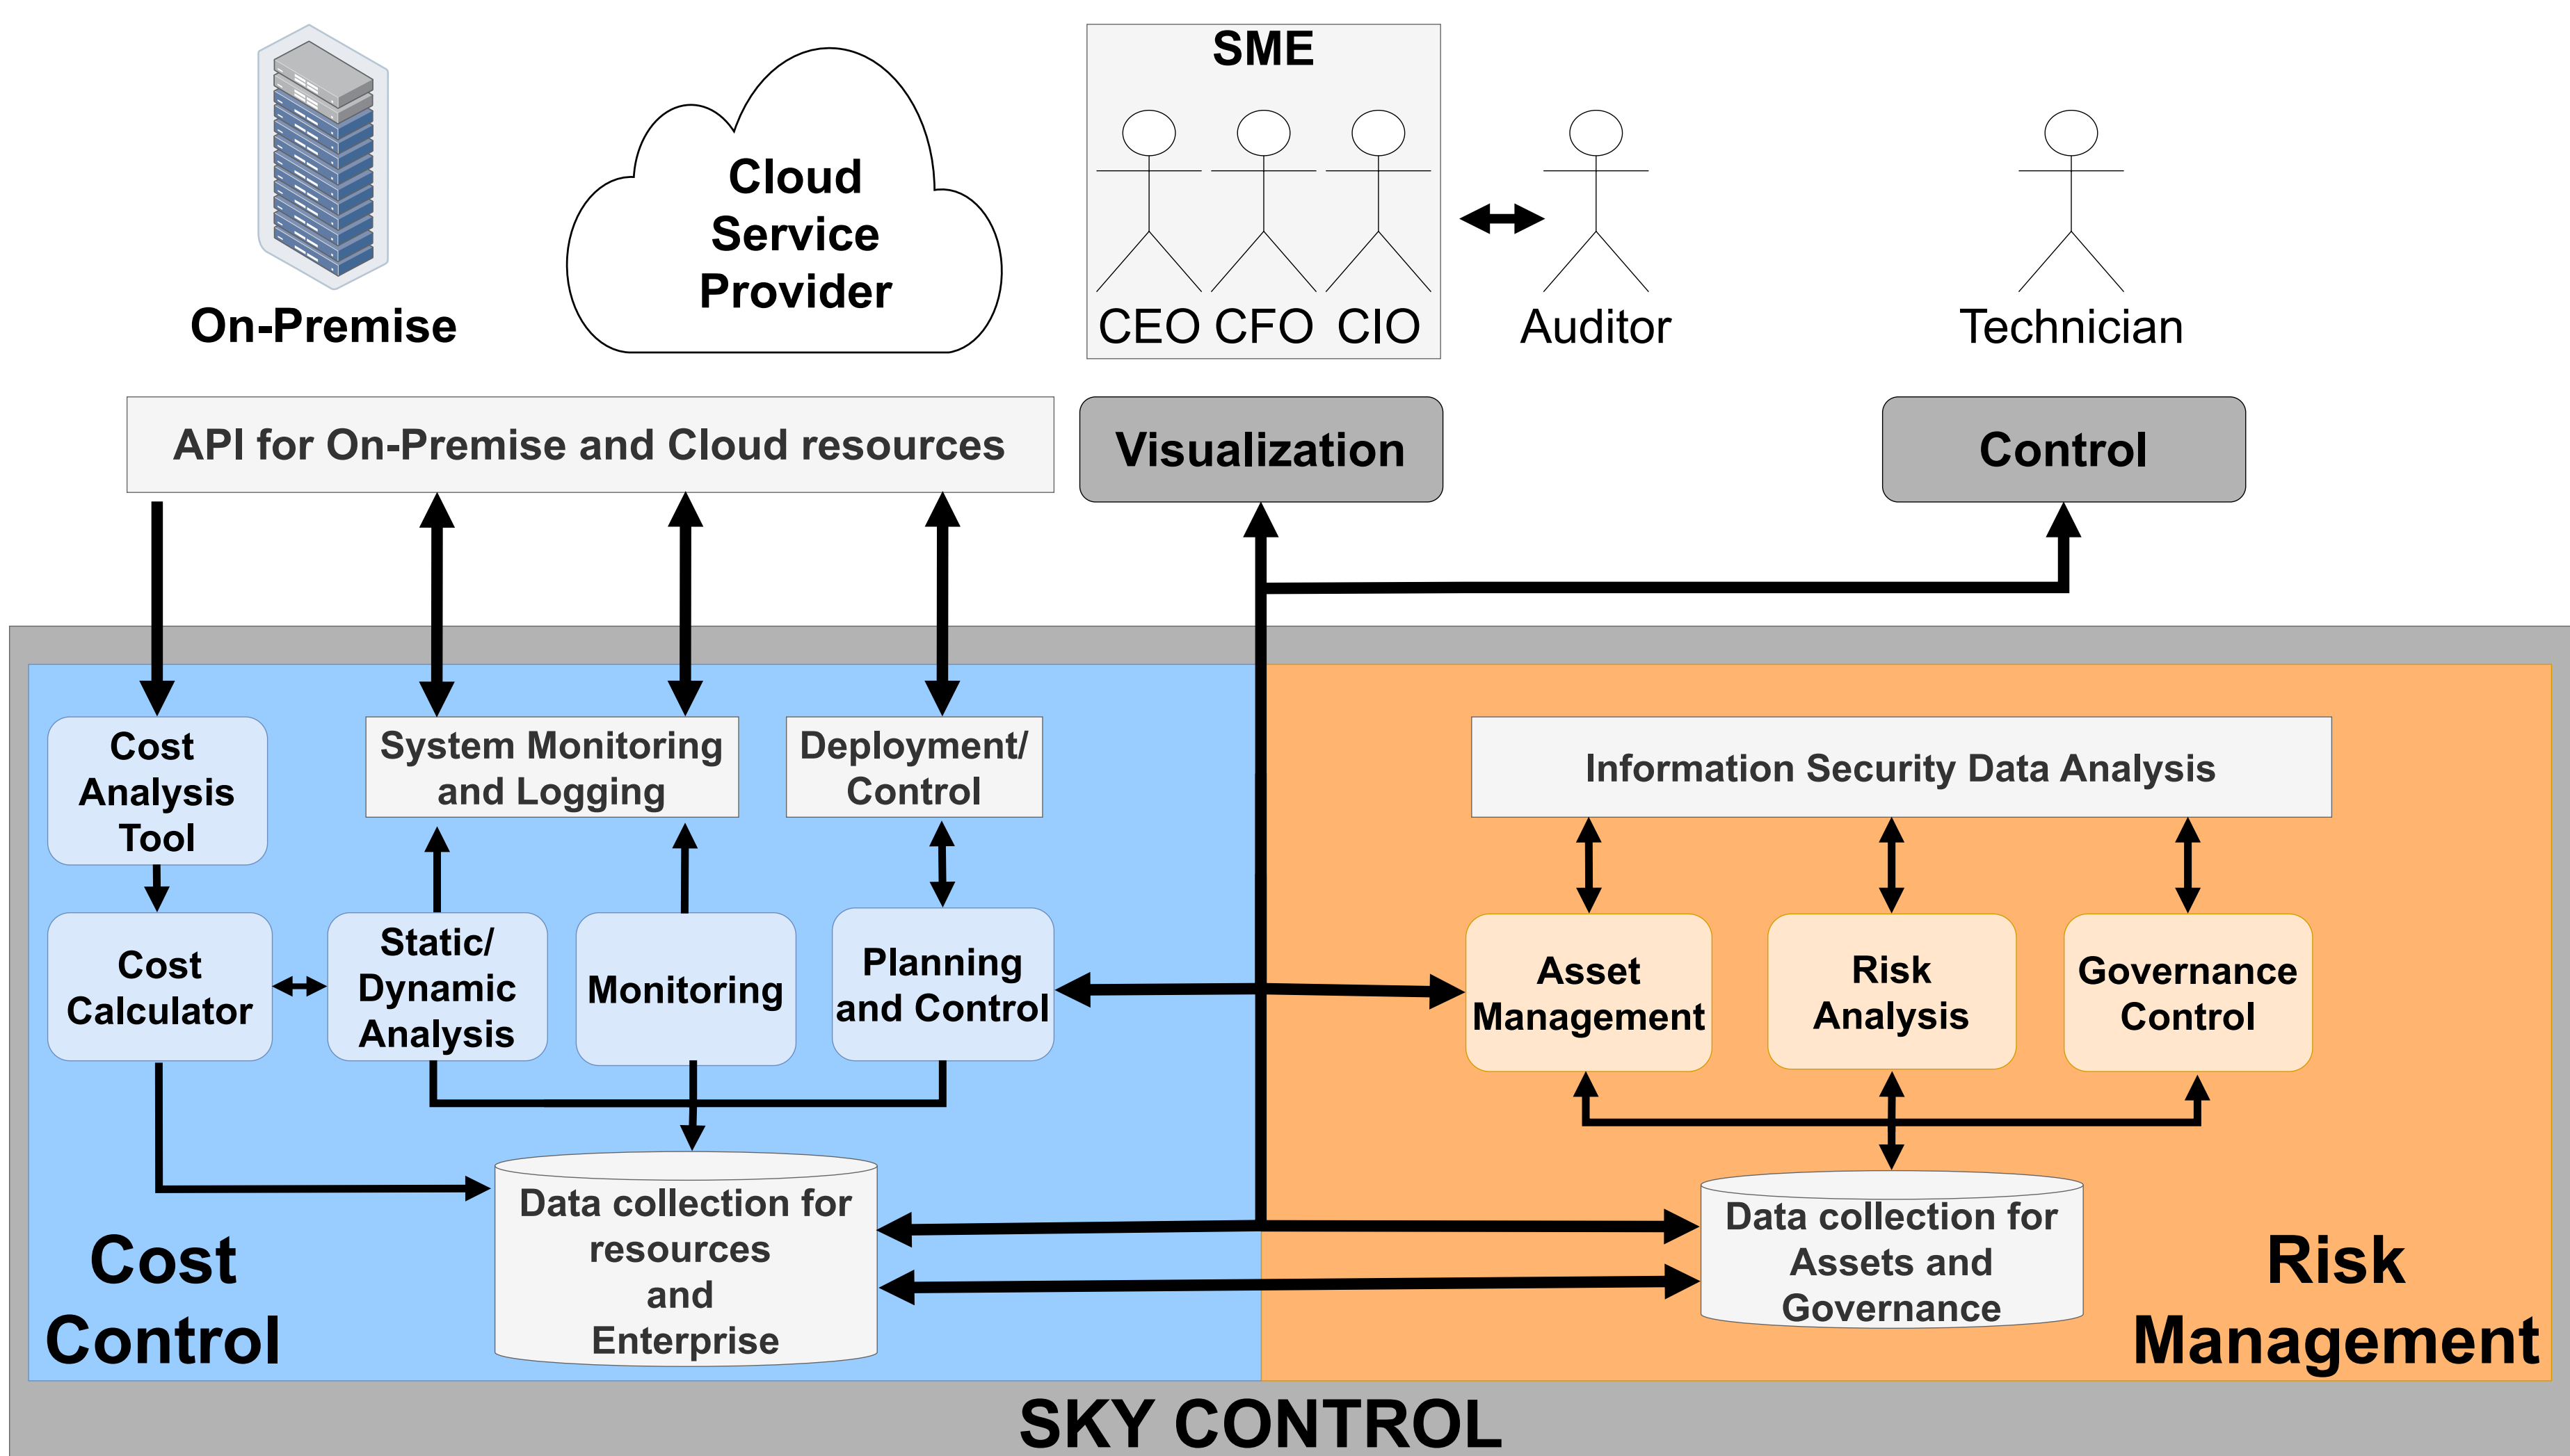 SME
Cloud
Service
Provider
On-Premise
CEO
CFO
CIO
Auditor
Technician
API for On-Premise and Cloud resources
Visualization
Control
Cost
Analysis
Tool
System Monitoring
and Logging
Deployment/
Control
Information Security Data Analysis
Cost
Calculator
Static/
Dynamic
Analysis
Monitoring
Planning
and Control
Asset
Management
Risk
Analysis
Governance
Control
Data collection for
resources
and
Enterprise
Data collection for
Assets and
Governance
Cost
Control
Risk
Management
SKY CONTROL